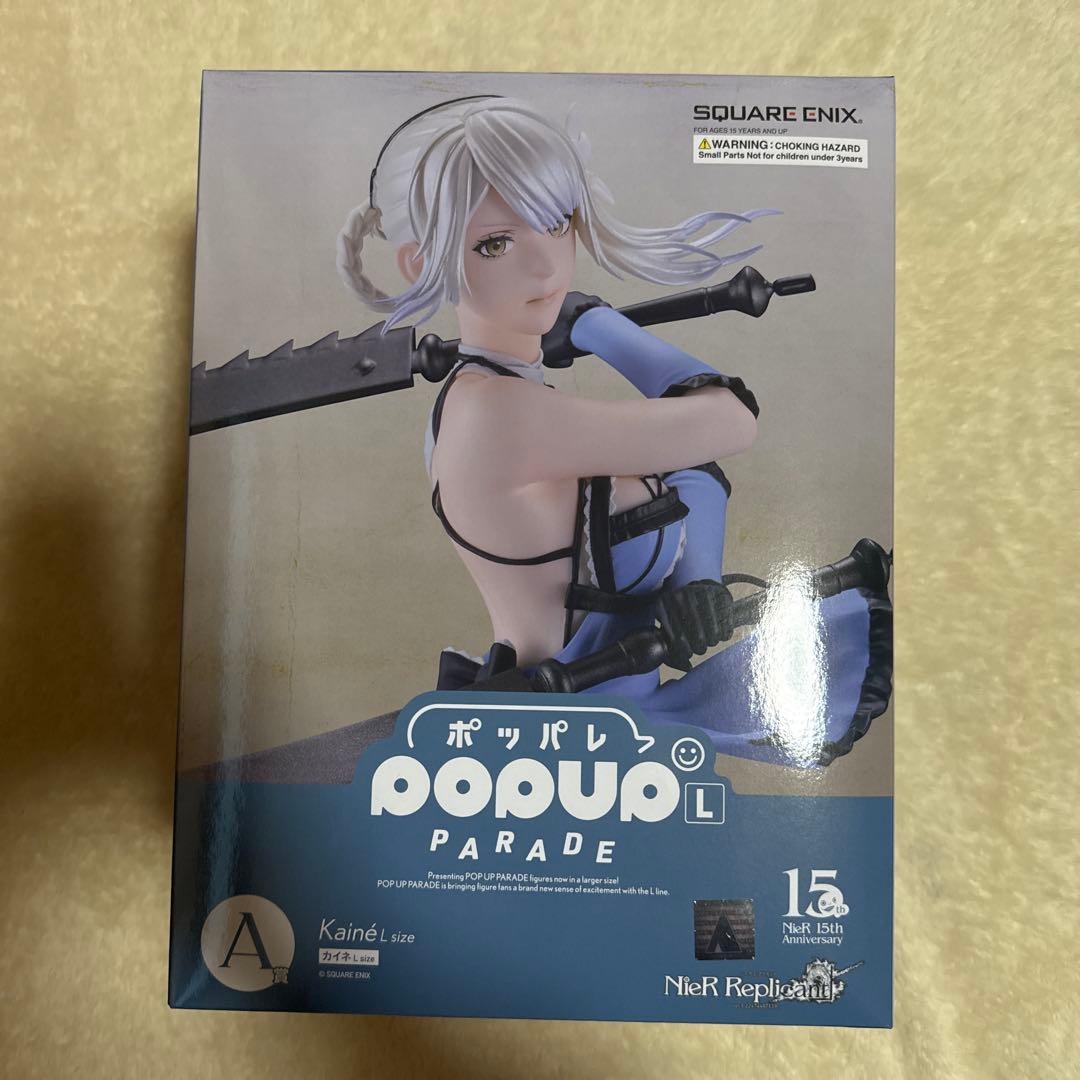 SQUARE ENIX®
FOR AGES 15 YEARS AND UP
WARNING : CHOKING HAZARD
Small Parts Not for children under 3years
ポッパレ
POPUP L
PARADE
Presenting POP UP PARADE figures now in a larger size!
POP UP PARADE is bringing figure fans a brand new sense of excitement with the L line.
A賞
Kainé L size
カイネ L size
© SQUARE ENIX
15th
NieR 15th
Anniversary
NieR Replicant